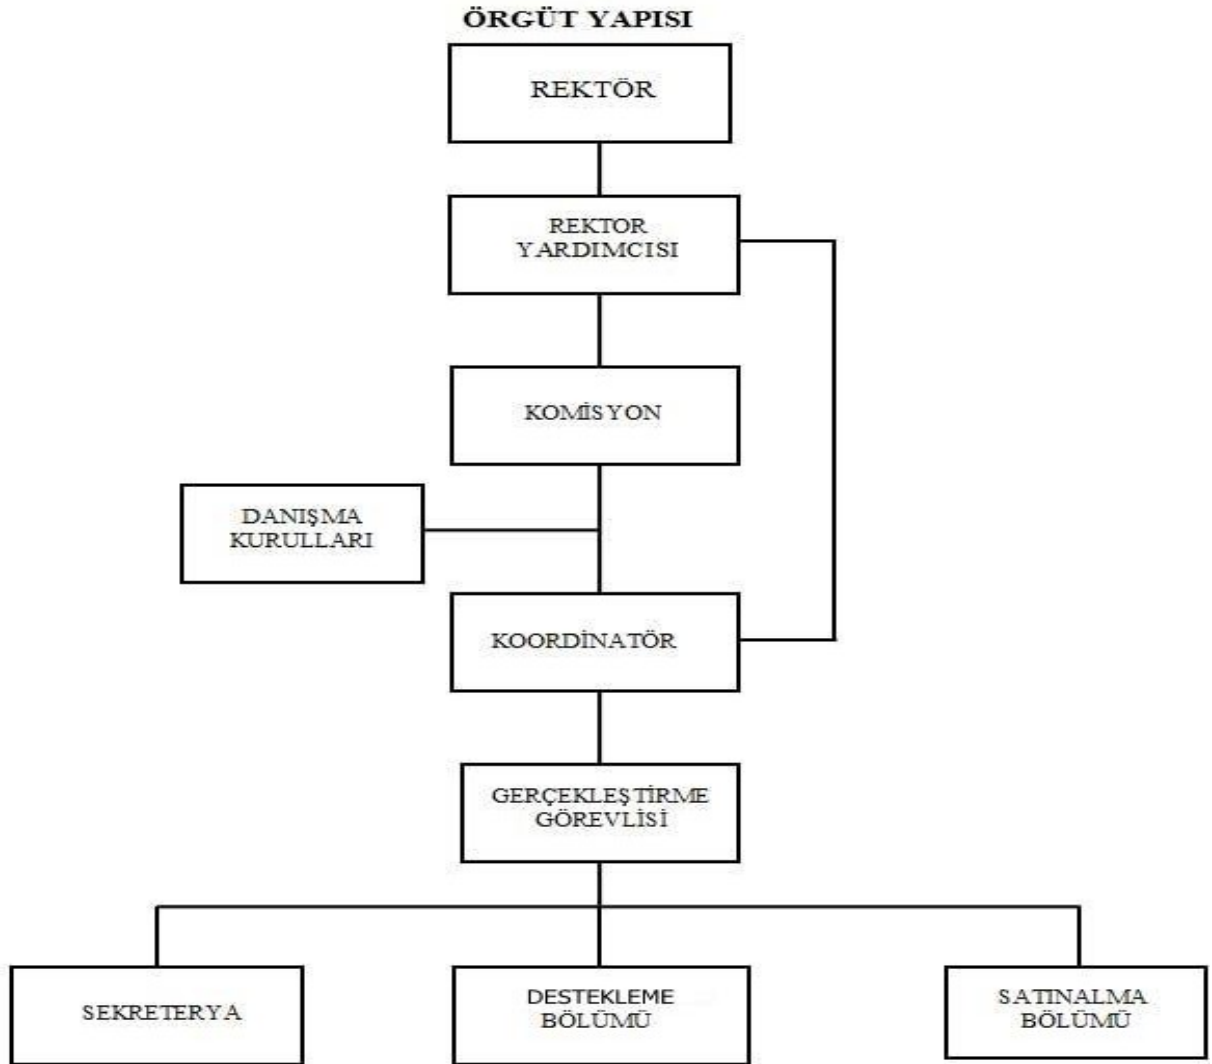 ÖRGÜT YAPISI
REKTÖR
REKTOR
YARDIMCISI
KOMİSYON
DANIŞMA
KURULLARI
KOORDİNATÖR
GERÇEKLEŞTİRME
GÖREVLİSİ
SEKRETERYA
DESTEKLEME
BÖLÜMÜ
SATINALMA
BÖLÜMÜ